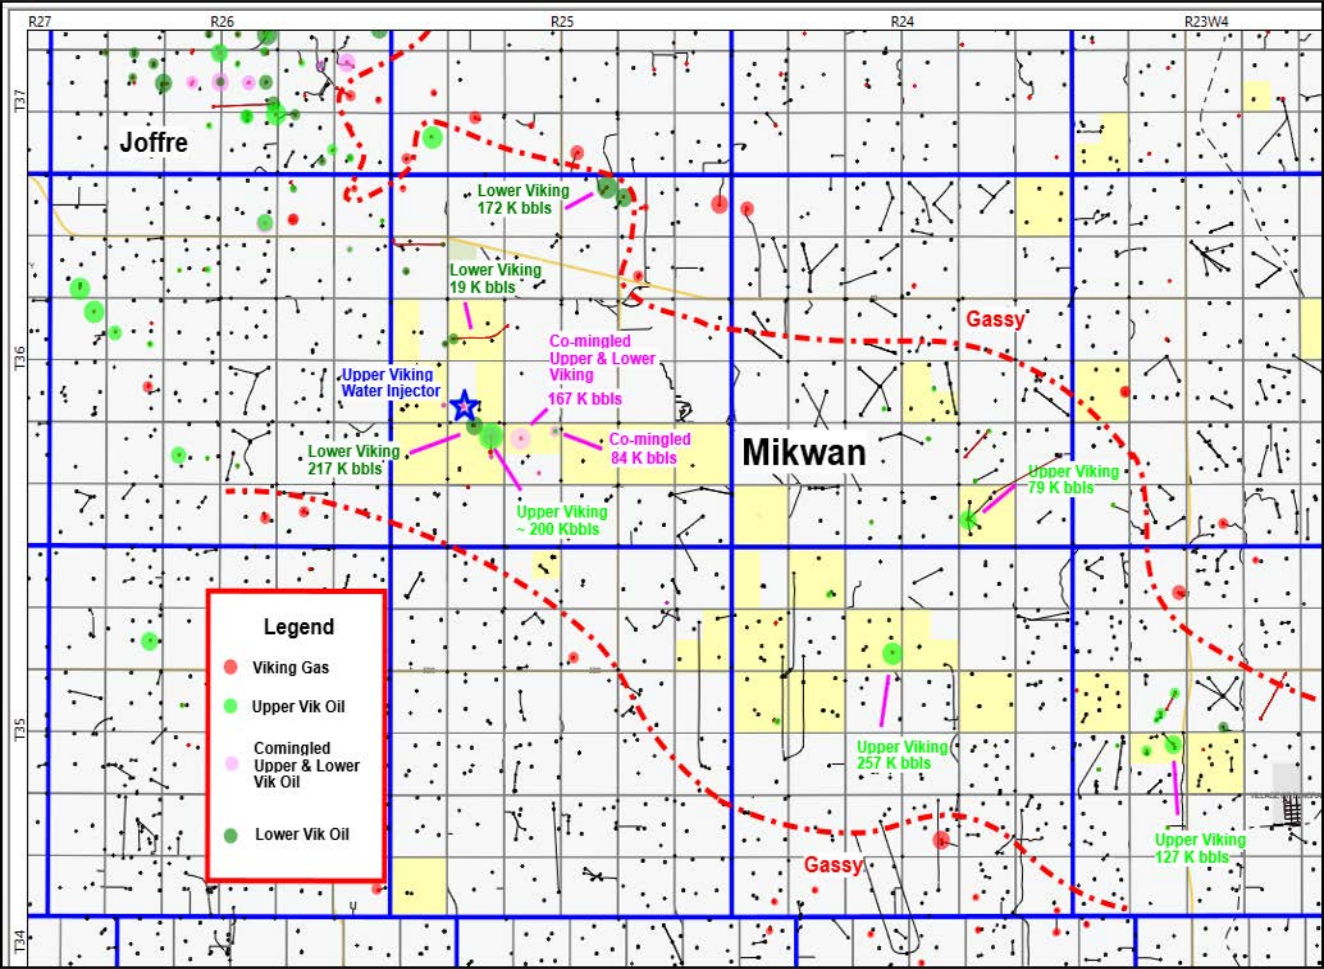 R27
R26
R25
R24
R23W4
T37
T36
T35
T34
Joffre
Lower Viking
172 K bbls
Lower Viking
19 K bbls
Gassy
Co-mingled
Upper & Lower
Viking
167 K bbls
Upper Viking
Water Injector
Lower Viking
217 K bbls
Co-mingled
84 K bbls
Mikwan
Upper Viking
79 K bbls
Upper Viking
~ 200 Kbbls
Legend
Viking Gas
Upper Vik Oil
Comingled
Upper & Lower
Vik Oil
Lower Vik Oil
Upper Viking
257 K bbls
Upper Viking
127 K bbls
Gassy